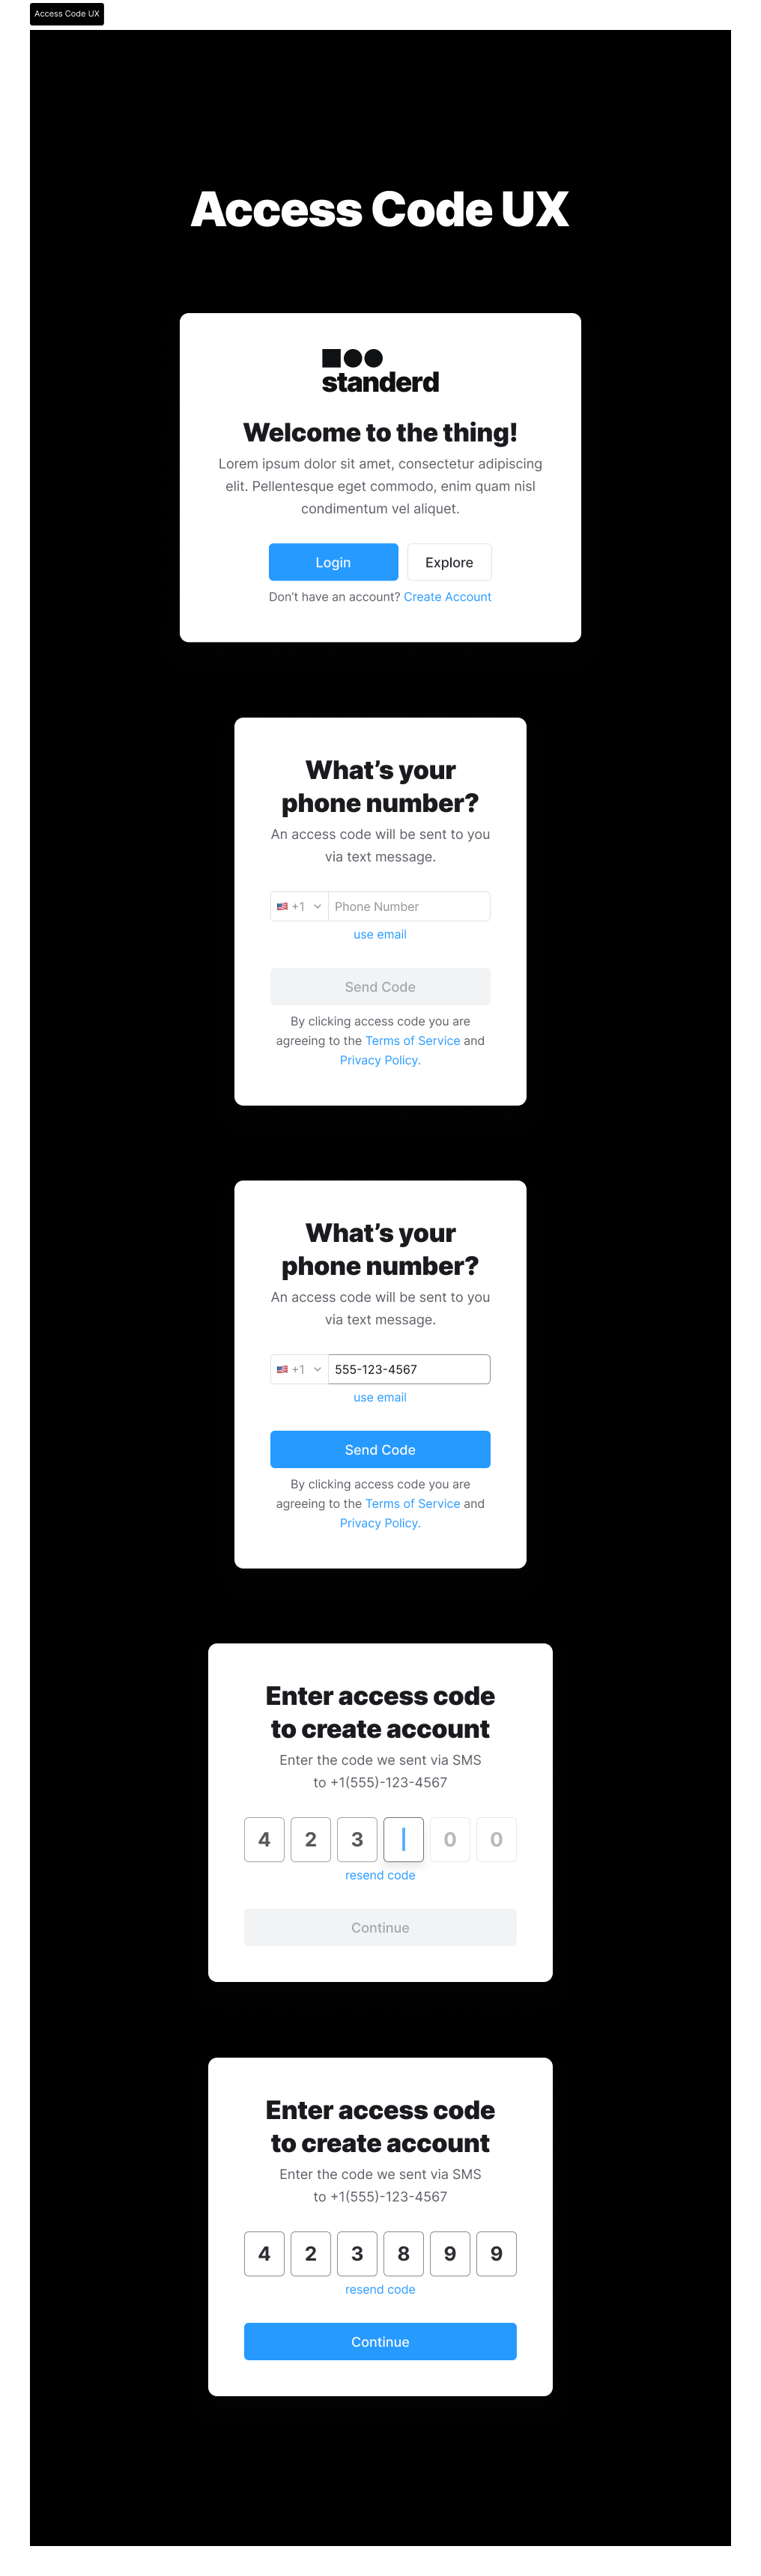 Access Code UX
Access Code UX
standerd
Welcome to the thing!
Lorem ipsum dolor sit amet, consectetur adipiscing
elit. Pellentesque eget commodo, enim quam nisl
condimentum vel aliquet.
Login Explore
Don’t have an account? Create Account
What’s your
phone number?
An access code will be sent to you
via text message.
+1 Phone Number
use email
Send Code
By clicking access code you are
agreeing to the Terms of Service and
Privacy Policy.
What’s your
phone number?
An access code will be sent to you
via text message.
+1 555-123-4567
use email
Send Code
By clicking access code you are
agreeing to the Terms of Service and
Privacy Policy.
Enter access code
to create account
Enter the code we sent via SMS
to +1(555)-123-4567
4 2 3 0 0
resend code
Continue
Enter access code
to create account
Enter the code we sent via SMS
to +1(555)-123-4567
4 2 3 8 9 9
resend code
Continue